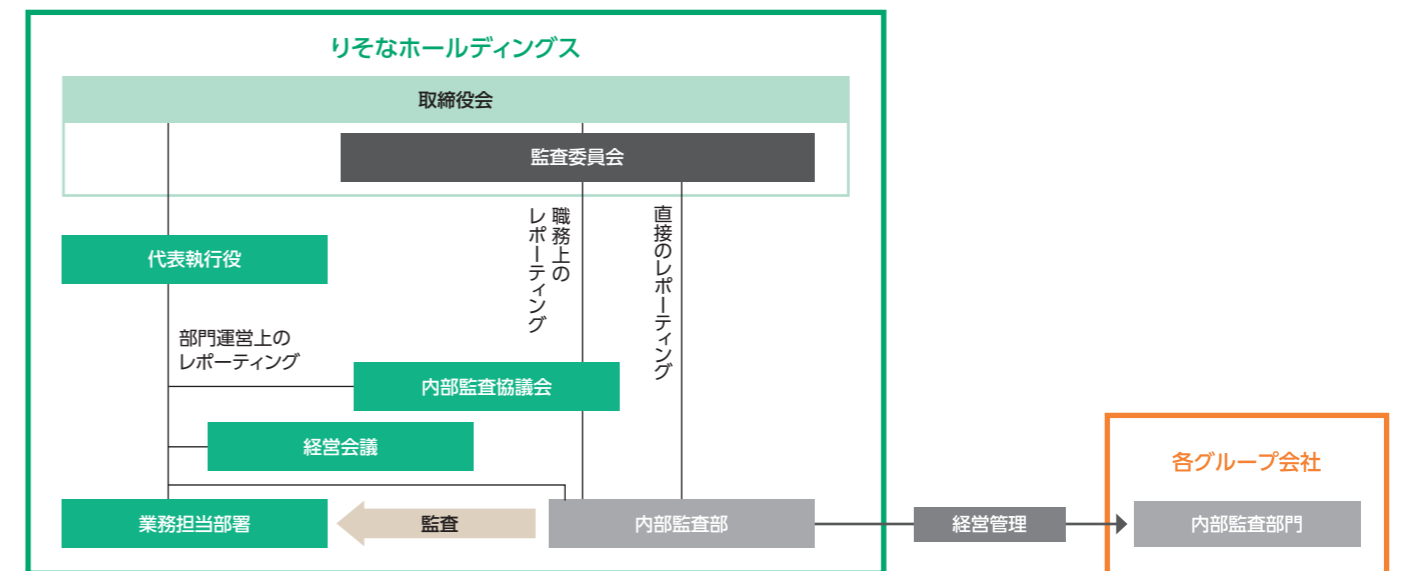 りそなホールディングス
取締役会
監査委員会
職務上の
レポーティング
直接のレポーティング
代表執行役
部門運営上の
レポーティング
内部監査協議会
経営会議
各グループ会社
業務担当部署
監査
内部監査部
経営管理
内部監査部門